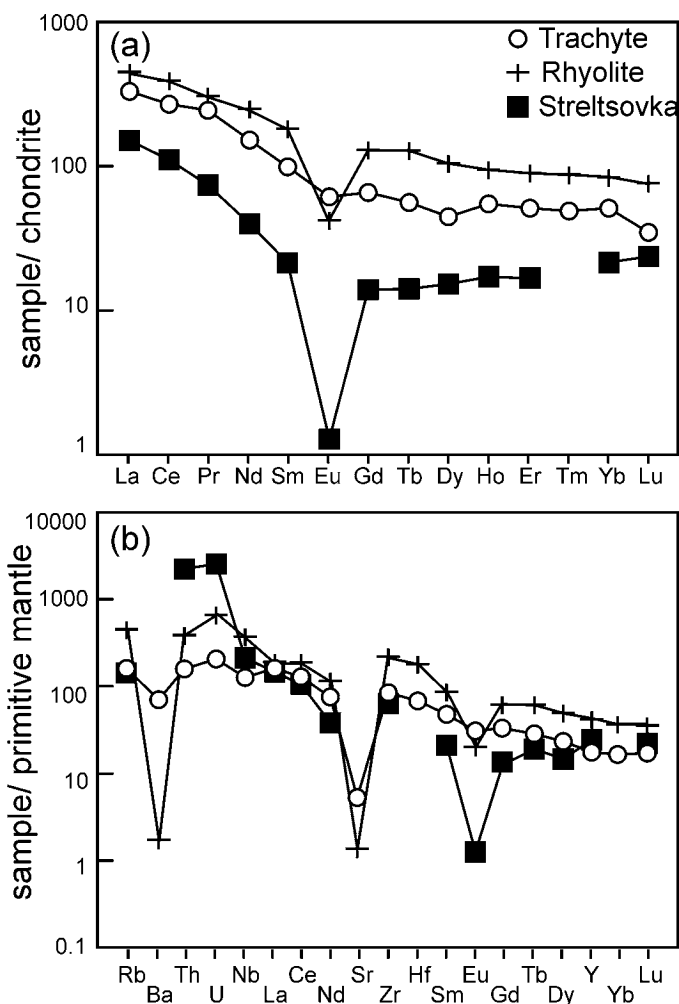 1000
(a)
Trachyte
Rhyolite
Streltsovka
100
10
1
sample/ chondrite
La Ce Pr Nd Sm Eu Gd Tb Dy Ho Er Tm Yb Lu
10000
(b)
1000
100
10
1
0.1
sample/ primitive mantle
Rb Th Nb Ce Sr Hf Eu Tb Y Lu
Ba U La Nd Zr Sm Gd Dy Yb